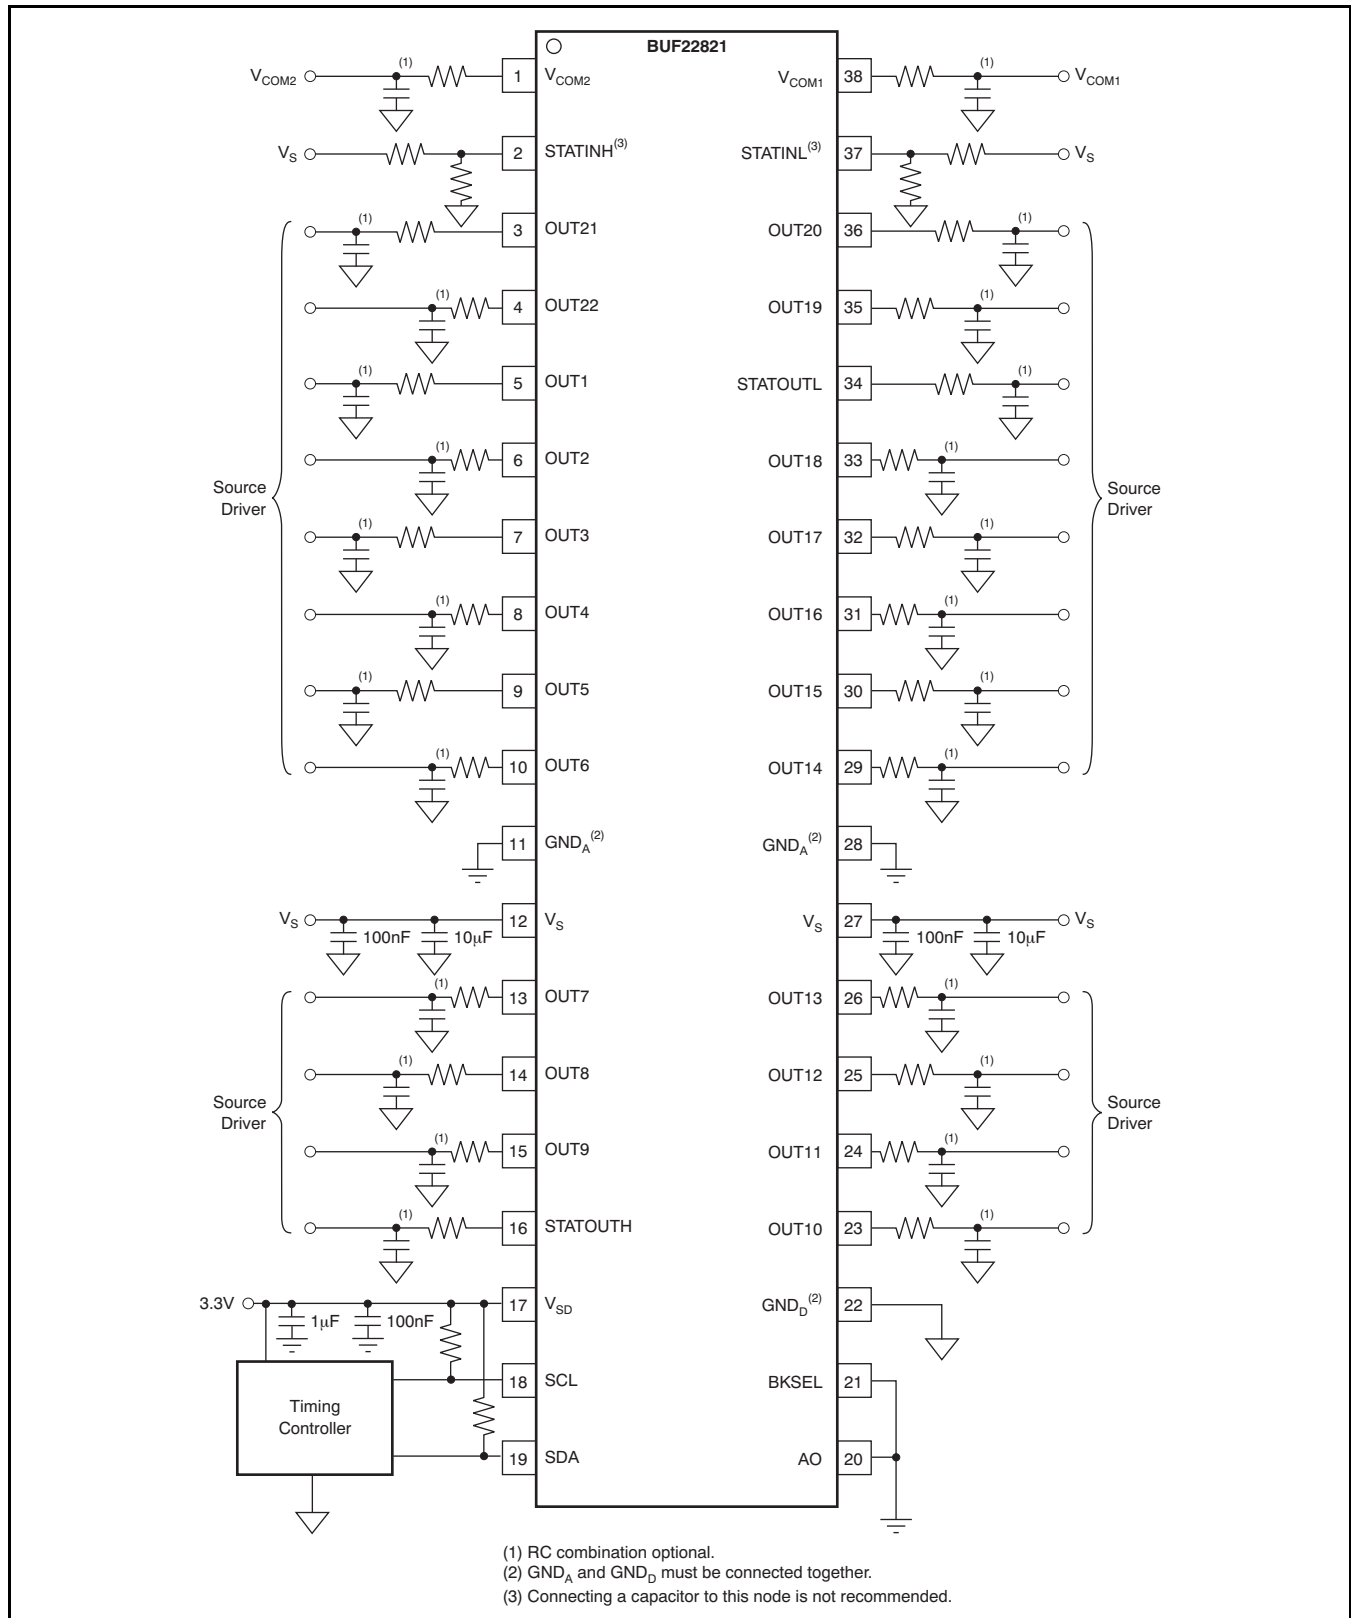 BUF22821
V_COM2 (1) 1 V_COM2 V_COM1 38 (1) V_COM1
V_S 2 STATINH(3) STATINL(3) 37 V_S
(1) 3 OUT21 OUT20 36 (1)
(1) 4 OUT22 OUT19 35 (1)
(1) 5 OUT1 STATOUTL 34 (1)
(1) 6 OUT2 OUT18 33 (1)
Source Driver Source Driver
(1) 7 OUT3 OUT17 32 (1)
(1) 8 OUT4 OUT16 31 (1)
(1) 9 OUT5 OUT15 30 (1)
(1) 10 OUT6 OUT14 29 (1)
11 GND_A(2) GND_A(2) 28
V_S 100nF 10μF 12 V_S V_S 27 100nF 10μF V_S
(1) 13 OUT7 OUT13 26 (1)
(1) 14 OUT8 OUT12 25 (1)
Source Driver Source Driver
(1) 15 OUT9 OUT11 24 (1)
(1) 16 STATOUTH OUT10 23 (1)
3.3V 1μF 100nF 17 V_SD GND_D(2) 22
18 SCL BKSEL 21
Timing
Controller
19 SDA AO 20
(1) RC combination optional.
(2) GND_A and GND_D must be connected together.
(3) Connecting a capacitor to this node is not recommended.